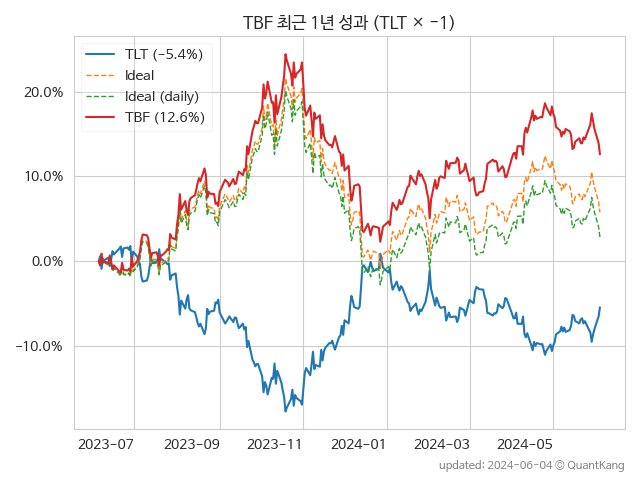 TBF 최근 1년 성과 (TLT × −1)
TLT (−5.4%)
Ideal
Ideal (daily)
TBF (12.6%)
20.0%
10.0%
0.0%
−10.0%
2023-07
2023-09
2023-11
2024-01
2024-03
2024-05
updated: 2024-06-04 © QuantKang